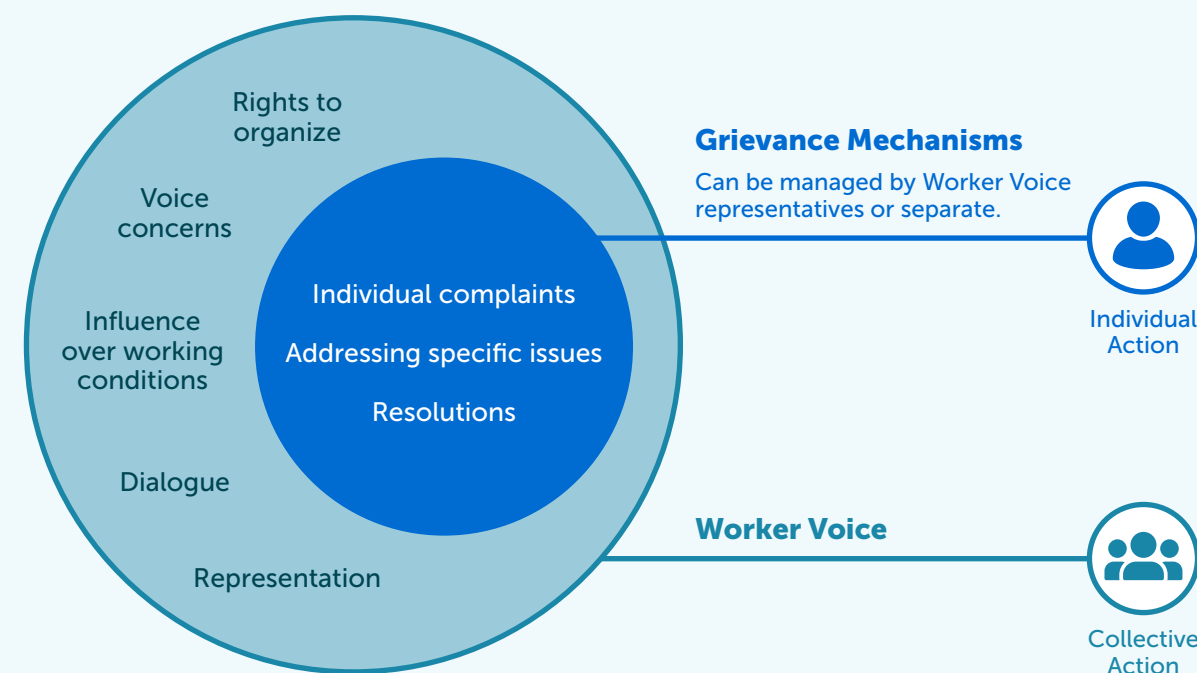 Rights to
organize
Voice
concerns
Influence
over working
conditions
Dialogue
Representation
Individual complaints
Addressing specific issues
Resolutions
Grievance Mechanisms
Can be managed by Worker Voice
representatives or separate.
Individual
Action
Worker Voice
Collective
Action